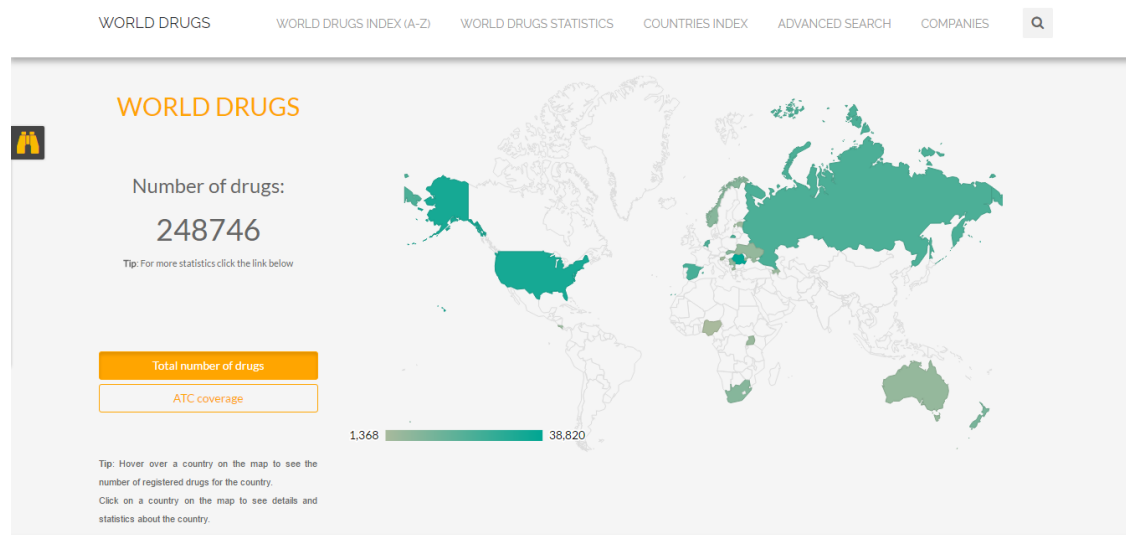 WORLD DRUGS
WORLD DRUGS INDEX (A-Z)
WORLD DRUGS STATISTICS
COUNTRIES INDEX
ADVANCED SEARCH
COMPANIES
WORLD DRUGS
Number of drugs:
248746
Tip: For more statistics click the link below
Total number of drugs
ATC coverage
1,368
38,820
Tip: Hover over a country on the map to see the
number of registered drugs for the country.
Click on a country on the map to see details and
statistics about the country.